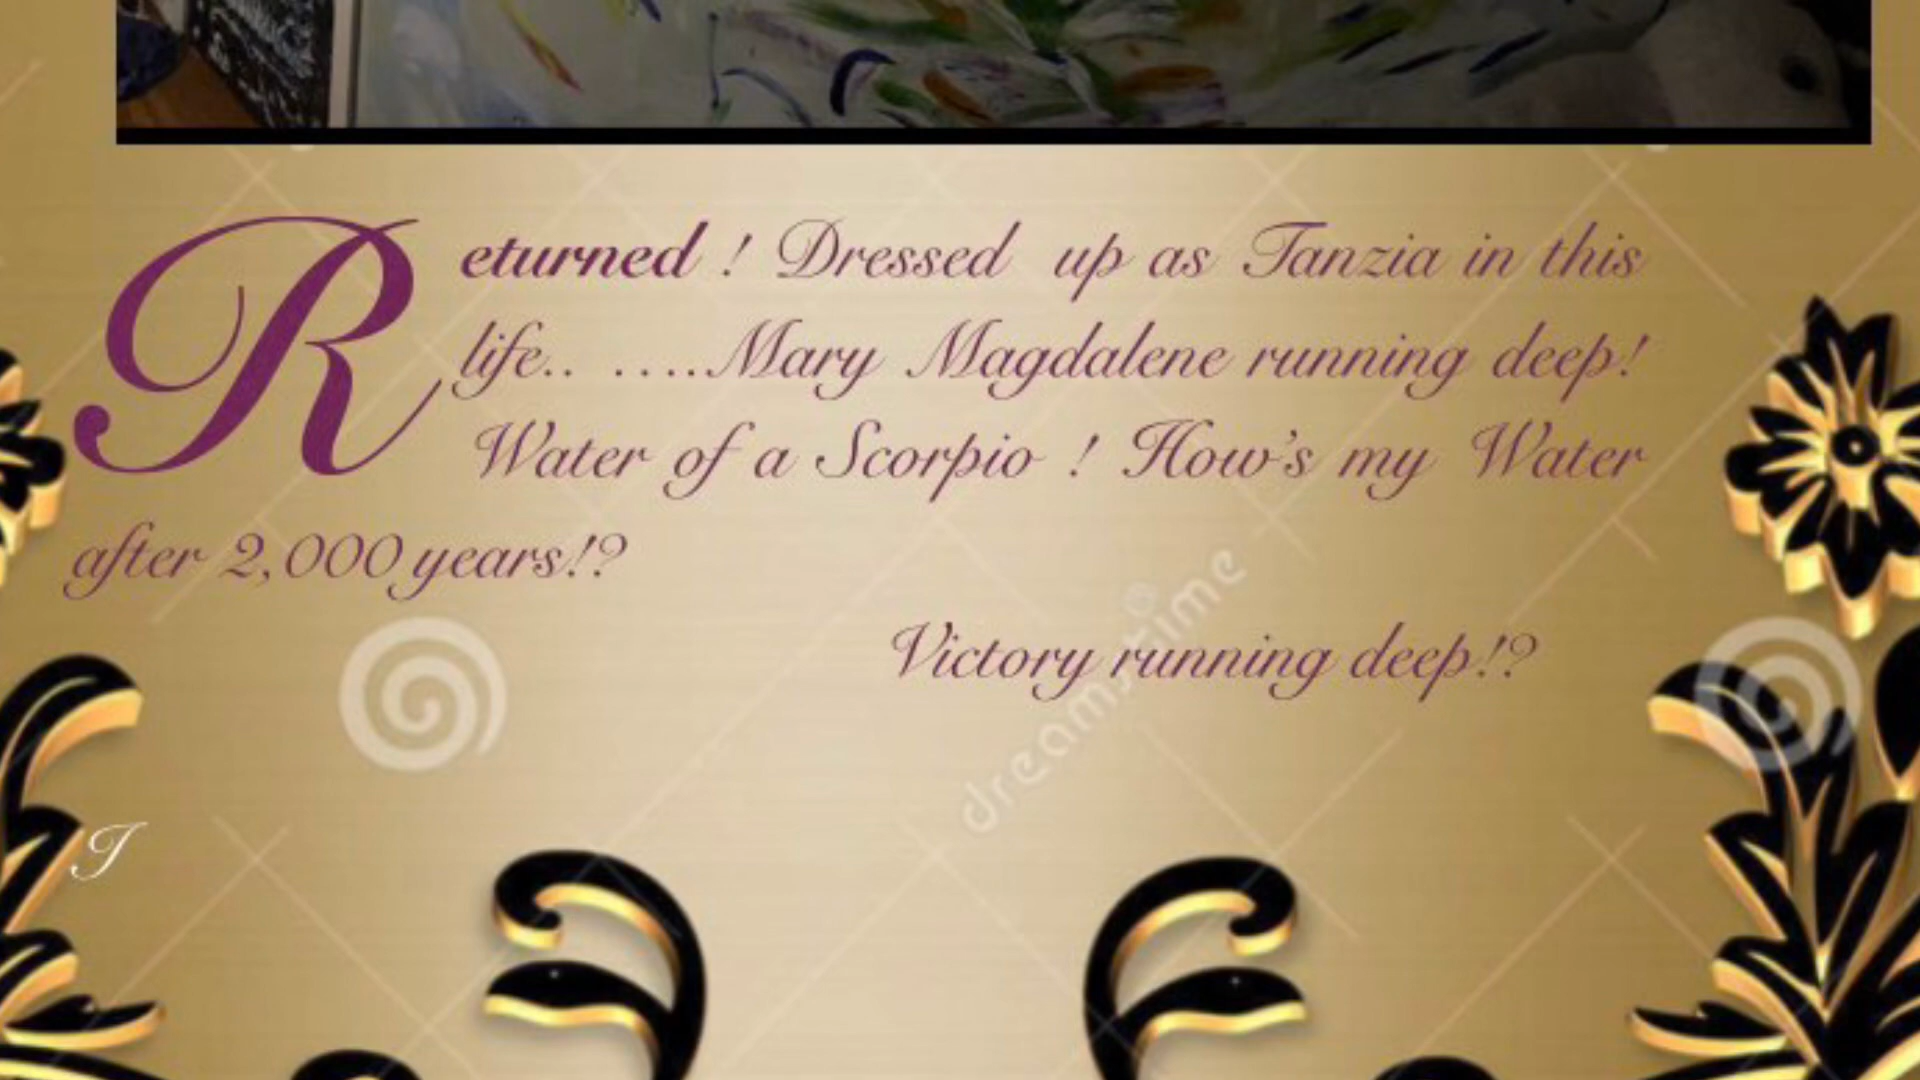 Returned ! Dressed up as Tanzia in this
life.. .....Mary Magdalene running deep!
Water of a Scorpio ! How's my Water
after 2,000 years!?
Victory running deep!?
dreamstime
I